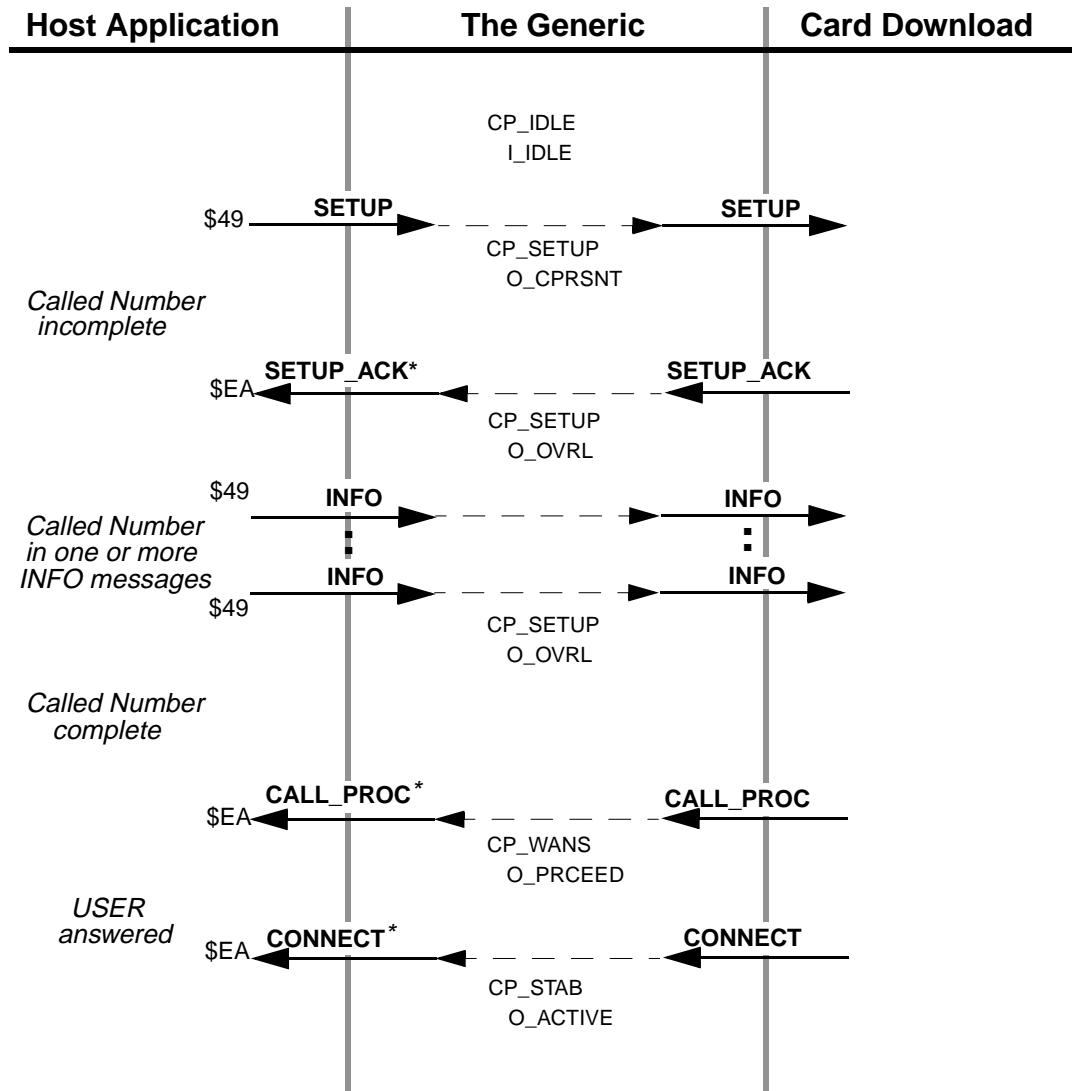 Host Application The Generic Card Download
CP_IDLE
I_IDLE
$49 SETUP SETUP
CP_SETUP
O_CPRSNT
Called Number
incomplete
$EA SETUP_ACK* SETUP_ACK
CP_SETUP
O_OVRL
$49 INFO INFO
Called Number
in one or more
INFO messages
: :
$49 INFO INFO
CP_SETUP
O_OVRL
Called Number
complete
$EA CALL_PROC* CALL_PROC
CP_WANS
O_PRCEED
USER
answered
$EA CONNECT* CONNECT
CP_STAB
O_ACTIVE